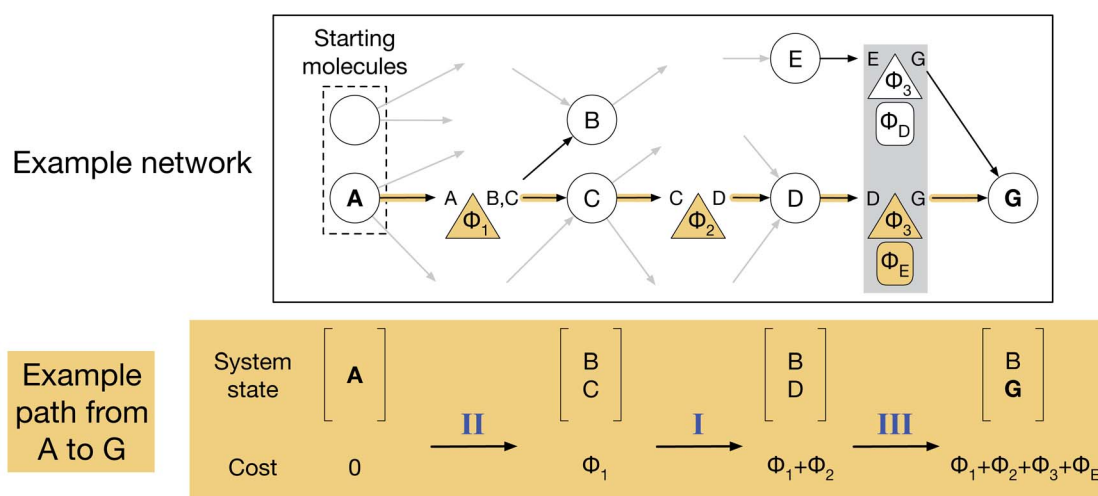 Starting
molecules
Example network
A
A
B,C
Φ1
B
C
C
D
Φ2
D
E
E
G
Φ3
ΦD
D
G
Φ3
ΦE
G
Example
path from
A to G
System
state
A
B
C
B
D
B
G
II
I
III
Cost
0
Φ1
Φ1+Φ2
Φ1+Φ2+Φ3+ΦE